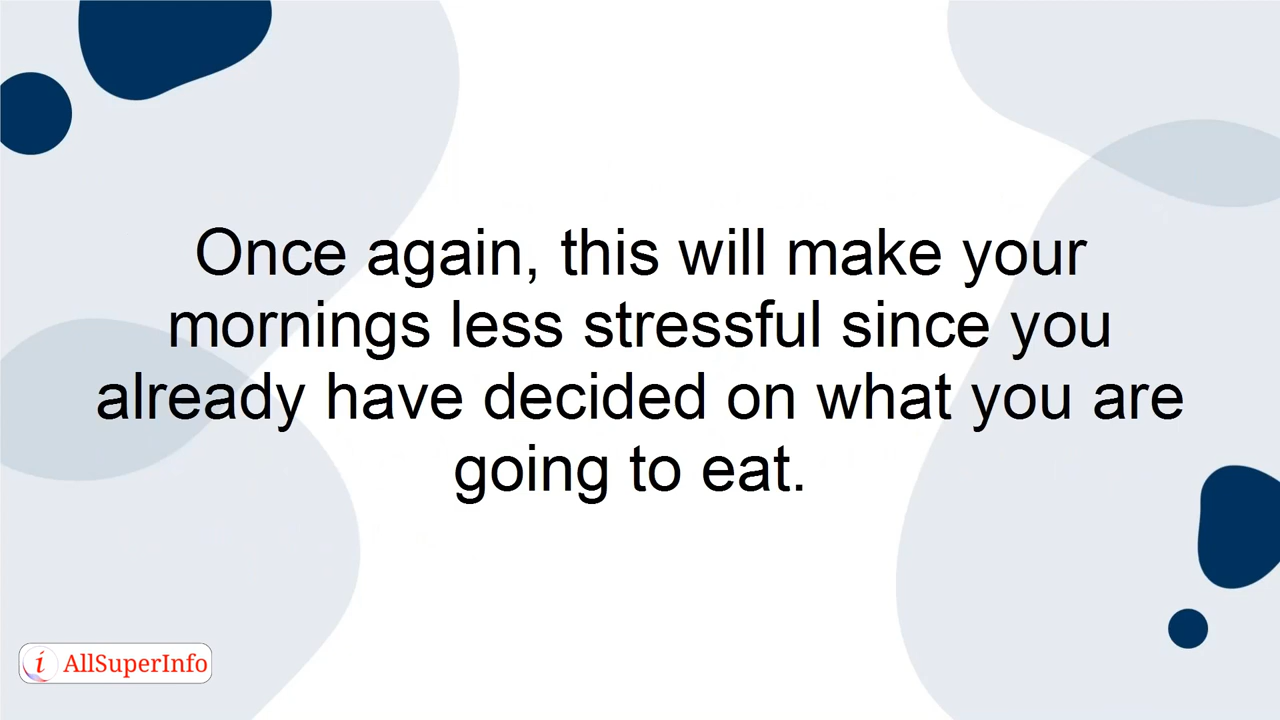 Once again, this will make your
mornings less stressful since you
already have decided on what you are
going to eat.
i AllSuperInfo